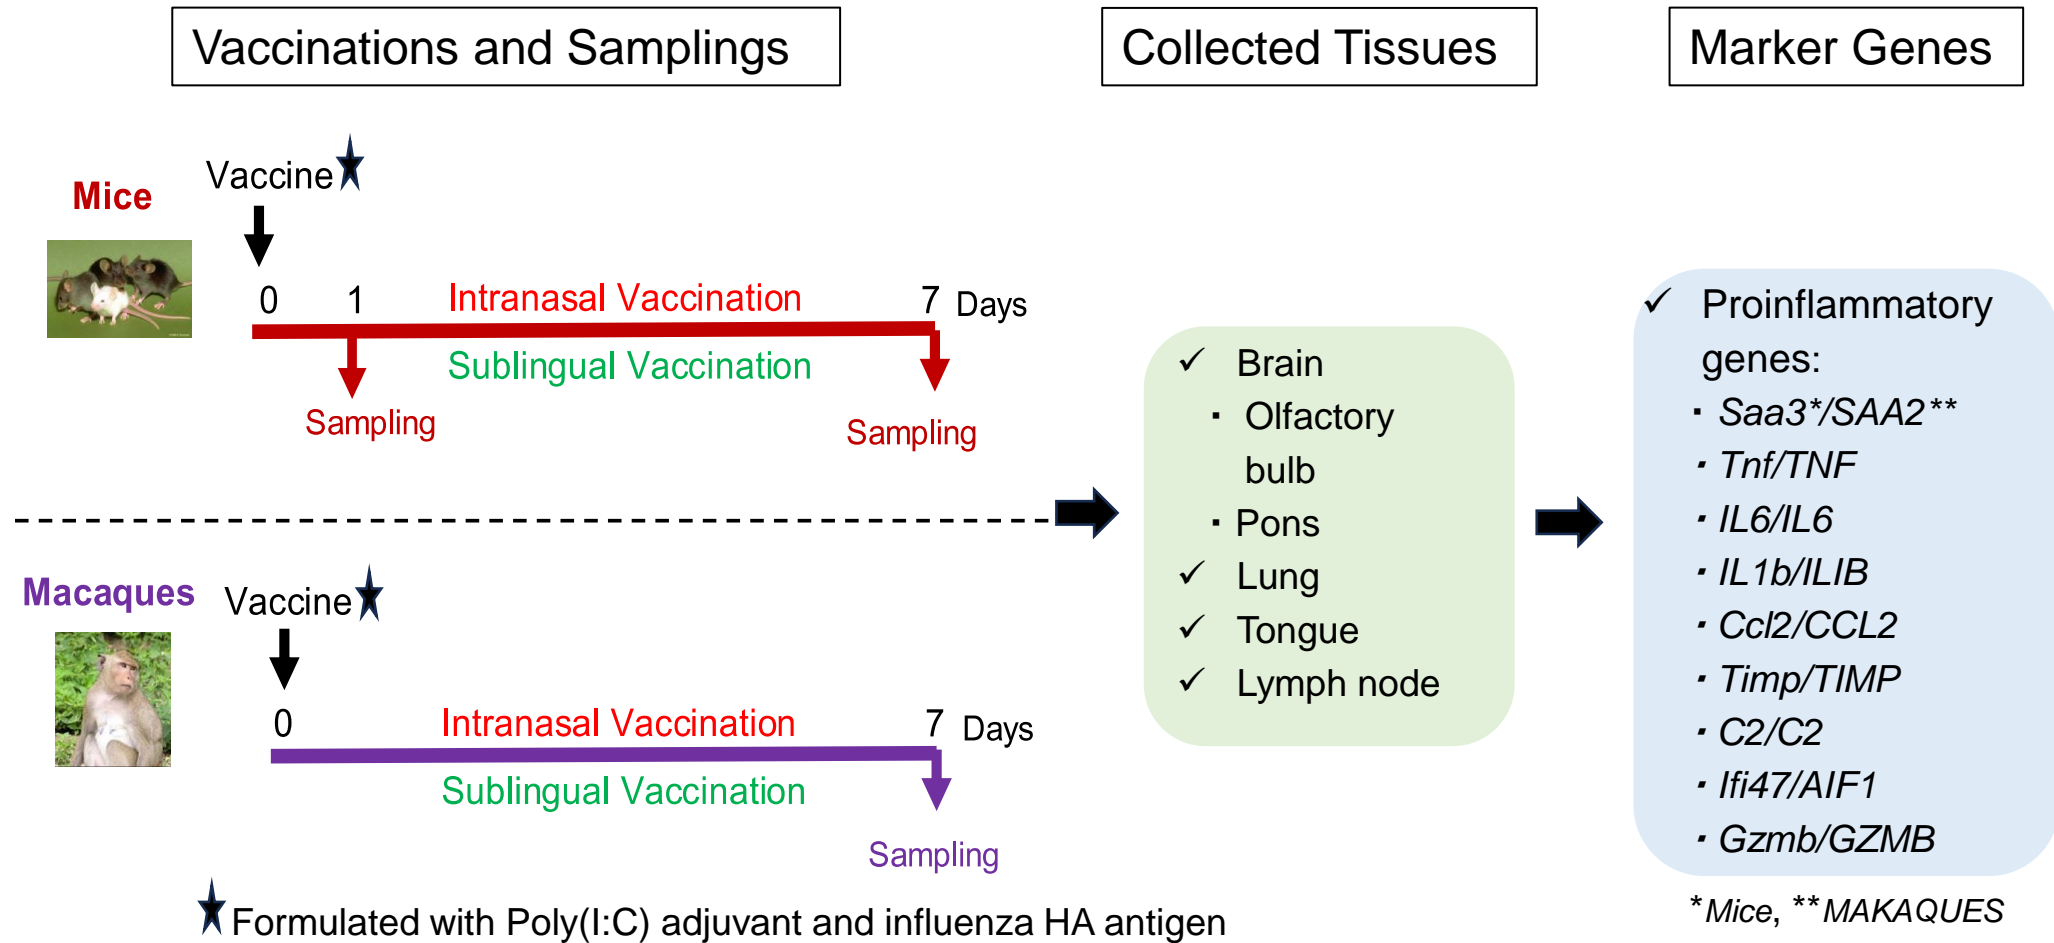 Vaccinations and Samplings
Collected Tissues
Marker Genes
Mice
Vaccine
0 1 Intranasal Vaccination 7 Days
Sublingual Vaccination
Sampling
Sampling
Macaques
Vaccine
0 Intranasal Vaccination 7 Days
Sublingual Vaccination
Sampling
Formulated with Poly(I:C) adjuvant and influenza HA antigen
✓ Brain
・ Olfactory
bulb
・ Pons
✓ Lung
✓ Tongue
✓ Lymph node
✓ Proinflammatory
genes:
・ Saa3*/SAA2**
・ Tnf/TNF
・ IL6/IL6
・ IL1b/ILIB
・ Ccl2/CCL2
・ Timp/TIMP
・ C2/C2
・ Ifi47/AIF1
・ Gzmb/GZMB
*Mice, **MAKAQUES